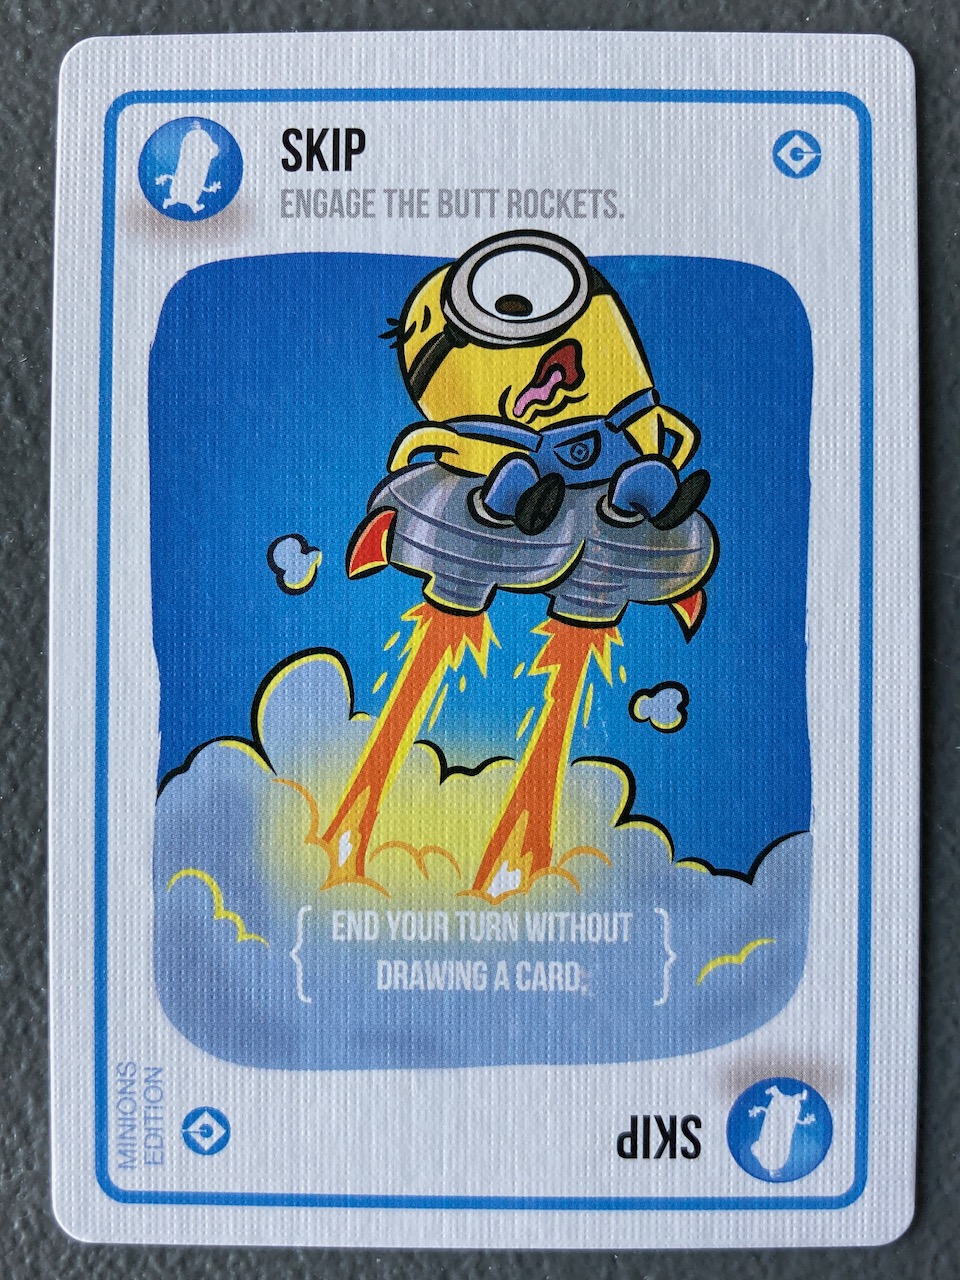 SKIP
ENGAGE THE BUTT ROCKETS.
END YOUR TURN WITHOUT
DRAWING A CARD.
MINIONS
EDITION
SKIP